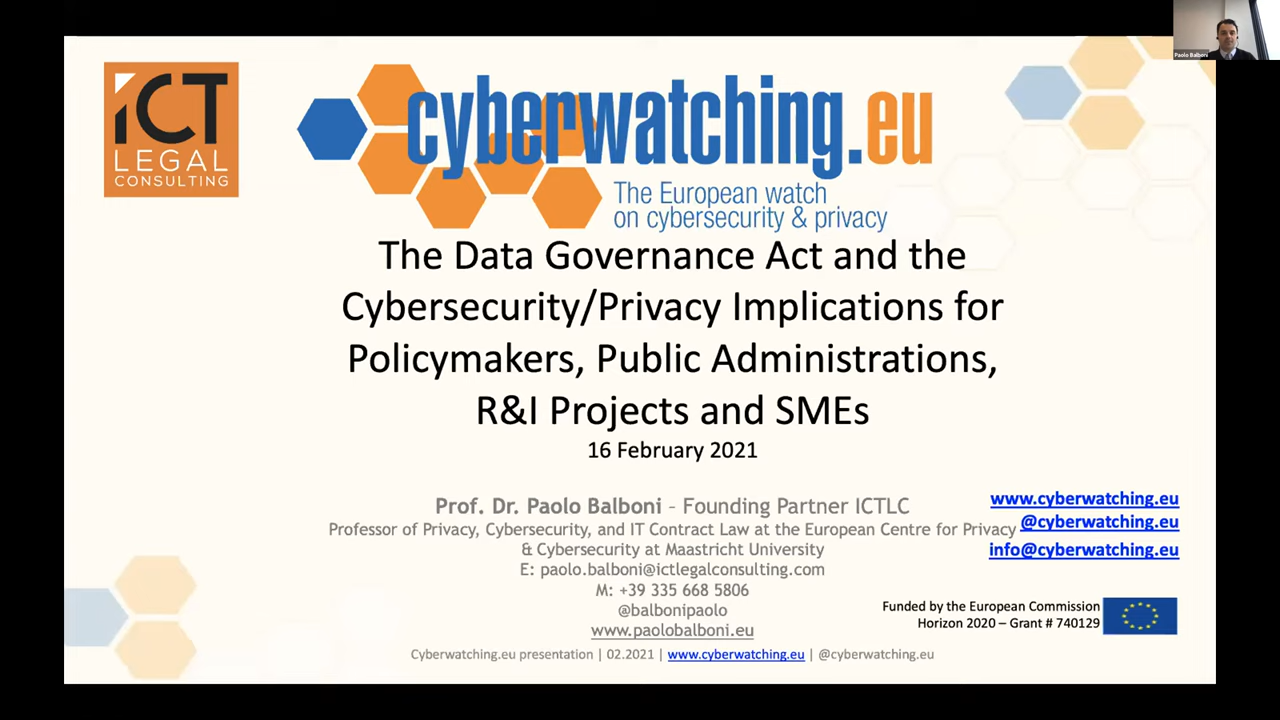 Paolo Balboni
iCT
LEGAL
CONSULTING
cyberwatching.eu
The European watch
on cybersecurity & privacy
The Data Governance Act and the
Cybersecurity/Privacy Implications for
Policymakers, Public Administrations,
R&I Projects and SMEs
16 February 2021
Prof. Dr. Paolo Balboni – Founding Partner ICTLC
Professor of Privacy, Cybersecurity, and IT Contract Law at the European Centre for Privacy
& Cybersecurity at Maastricht University
E: paolo.balboni@ictlegalconsulting.com
M: +39 335 668 5806
@balbonipaolo
www.paolobalboni.eu
www.cyberwatching.eu
@cyberwatching.eu
info@cyberwatching.eu
Funded by the European Commission
Horizon 2020 – Grant # 740129
Cyberwatching.eu presentation | 02.2021 | www.cyberwatching.eu | @cyberwatching.eu